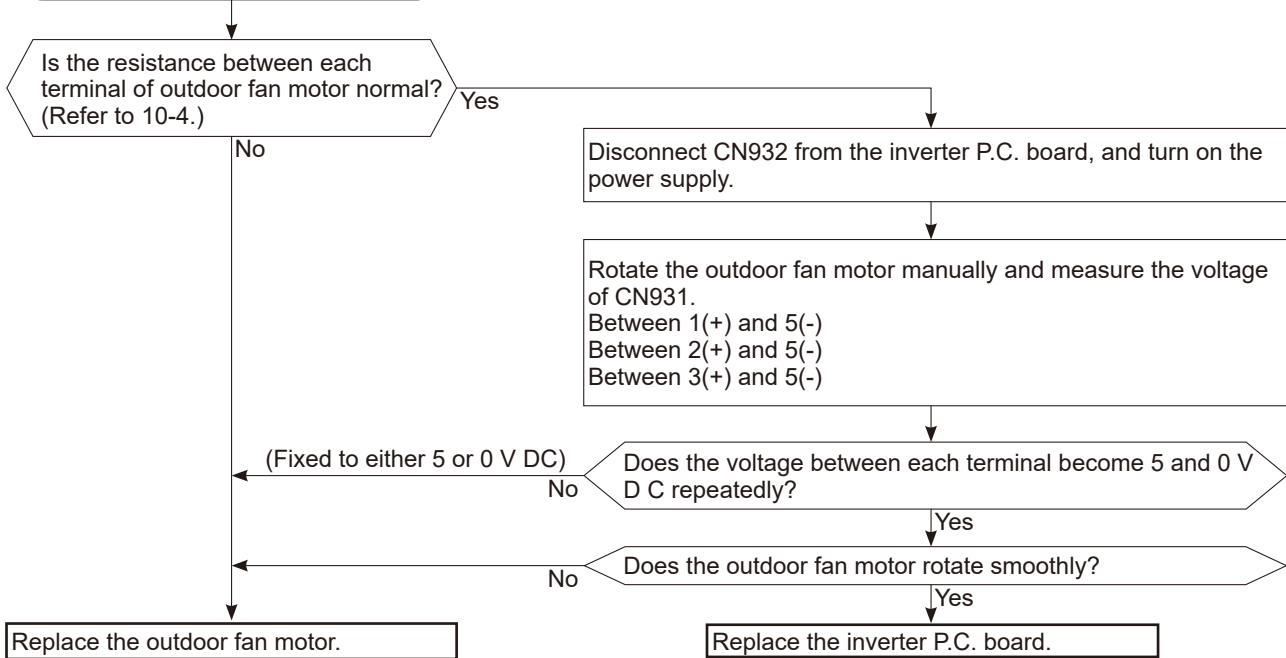 Is the resistance between each
terminal of outdoor fan motor normal?
(Refer to 10-4.)
Yes
No
Disconnect CN932 from the inverter P.C. board, and turn on the
power supply.
Rotate the outdoor fan motor manually and measure the voltage
of CN931.
Between 1(+) and 5(-)
Between 2(+) and 5(-)
Between 3(+) and 5(-)
(Fixed to either 5 or 0 V DC)
No
Does the voltage between each terminal become 5 and 0 V
D C repeatedly?
Yes
No
Does the outdoor fan motor rotate smoothly?
Yes
Replace the outdoor fan motor.
Replace the inverter P.C. board.